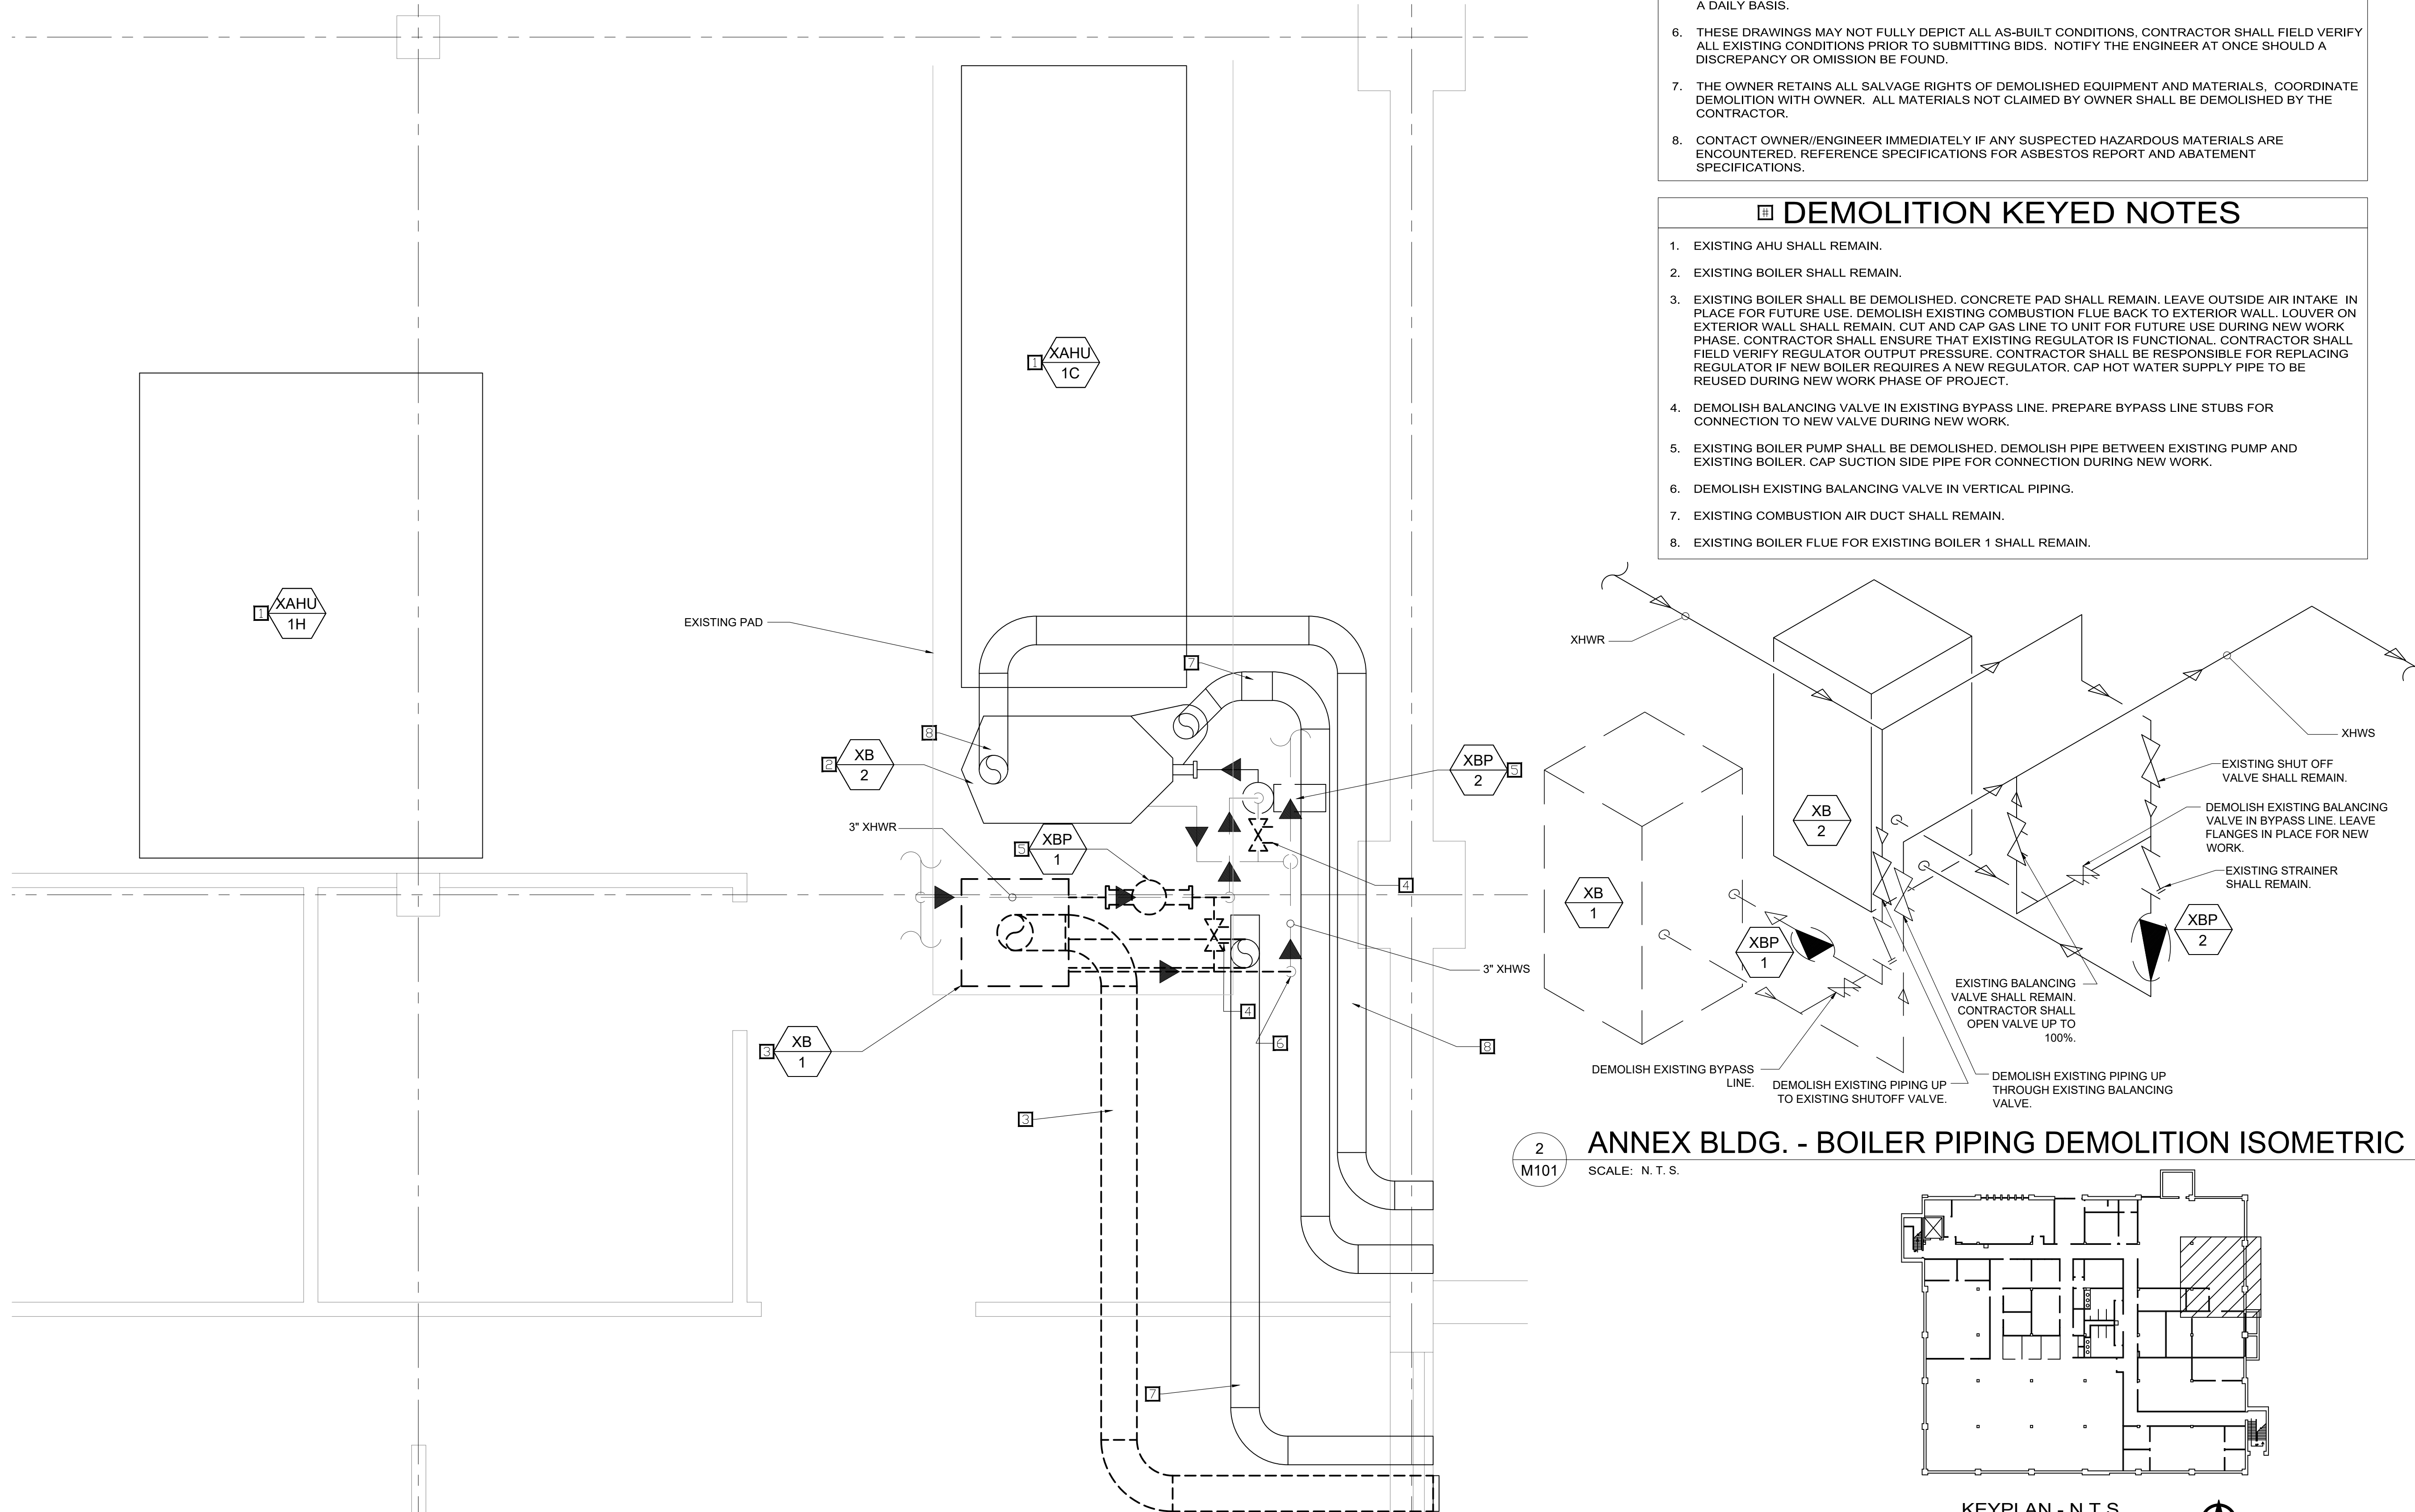 A DAILY BASIS.
6. THESE DRAWINGS MAY NOT FULLY DEPICT ALL AS-BUILT CONDITIONS, CONTRACTOR SHALL FIELD VERIFY
ALL EXISTING CONDITIONS PRIOR TO SUBMITTING BIDS. NOTIFY THE ENGINEER AT ONCE SHOULD A
DISCREPANCY OR OMISSION BE FOUND.
7. THE OWNER RETAINS ALL SALVAGE RIGHTS OF DEMOLISHED EQUIPMENT AND MATERIALS, COORDINATE
DEMOLITION WITH OWNER. ALL MATERIALS NOT CLAIMED BY OWNER SHALL BE DEMOLISHED BY THE
CONTRACTOR.
8. CONTACT OWNER//ENGINEER IMMEDIATELY IF ANY SUSPECTED HAZARDOUS MATERIALS ARE
ENCOUNTERED. REFERENCE SPECIFICATIONS FOR ASBESTOS REPORT AND ABATEMENT
SPECIFICATIONS.
# DEMOLITION KEYED NOTES
1. EXISTING AHU SHALL REMAIN.
2. EXISTING BOILER SHALL REMAIN.
3. EXISTING BOILER SHALL BE DEMOLISHED. CONCRETE PAD SHALL REMAIN. LEAVE OUTSIDE AIR INTAKE IN
PLACE FOR FUTURE USE. DEMOLISH EXISTING COMBUSTION FLUE BACK TO EXTERIOR WALL. LOUVER ON
EXTERIOR WALL SHALL REMAIN. CUT AND CAP GAS LINE TO UNIT FOR FUTURE USE DURING NEW WORK
PHASE. CONTRACTOR SHALL ENSURE THAT EXISTING REGULATOR IS FUNCTIONAL. CONTRACTOR SHALL
FIELD VERIFY REGULATOR OUTPUT PRESSURE. CONTRACTOR SHALL BE RESPONSIBLE FOR REPLACING
REGULATOR IF NEW BOILER REQUIRES A NEW REGULATOR. CAP HOT WATER SUPPLY PIPE TO BE
REUSED DURING NEW WORK PHASE OF PROJECT.
4. DEMOLISH BALANCING VALVE IN EXISTING BYPASS LINE. PREPARE BYPASS LINE STUBS FOR
CONNECTION TO NEW VALVE DURING NEW WORK.
5. EXISTING BOILER PUMP SHALL BE DEMOLISHED. DEMOLISH PIPE BETWEEN EXISTING PUMP AND
EXISTING BOILER. CAP SUCTION SIDE PIPE FOR CONNECTION DURING NEW WORK.
6. DEMOLISH EXISTING BALANCING VALVE IN VERTICAL PIPING.
7. EXISTING COMBUSTION AIR DUCT SHALL REMAIN.
8. EXISTING BOILER FLUE FOR EXISTING BOILER 1 SHALL REMAIN.
1
XAHU
1C
1
XAHU
1H
EXISTING PAD
7
8
2
XB
2
XBP
2
5
3" XHWR
5
XBP
1
4
3" XHWS
4
6
8
3
XB
1
3
7
XHWR
XHWS
EXISTING SHUT OFF
VALVE SHALL REMAIN.
DEMOLISH EXISTING BALANCING
VALVE IN BYPASS LINE. LEAVE
FLANGES IN PLACE FOR NEW
WORK.
EXISTING STRAINER
SHALL REMAIN.
XB
2
XB
1
XBP
1
XBP
2
EXISTING BALANCING
VALVE SHALL REMAIN.
CONTRACTOR SHALL
OPEN VALVE UP TO
100%.
DEMOLISH EXISTING BYPASS
LINE.
DEMOLISH EXISTING PIPING UP
TO EXISTING SHUTOFF VALVE.
DEMOLISH EXISTING PIPING UP
THROUGH EXISTING BALANCING
VALVE.
2
M101
ANNEX BLDG. - BOILER PIPING DEMOLITION ISOMETRIC
SCALE: N. T. S.
KEYPLAN - N.T.S.